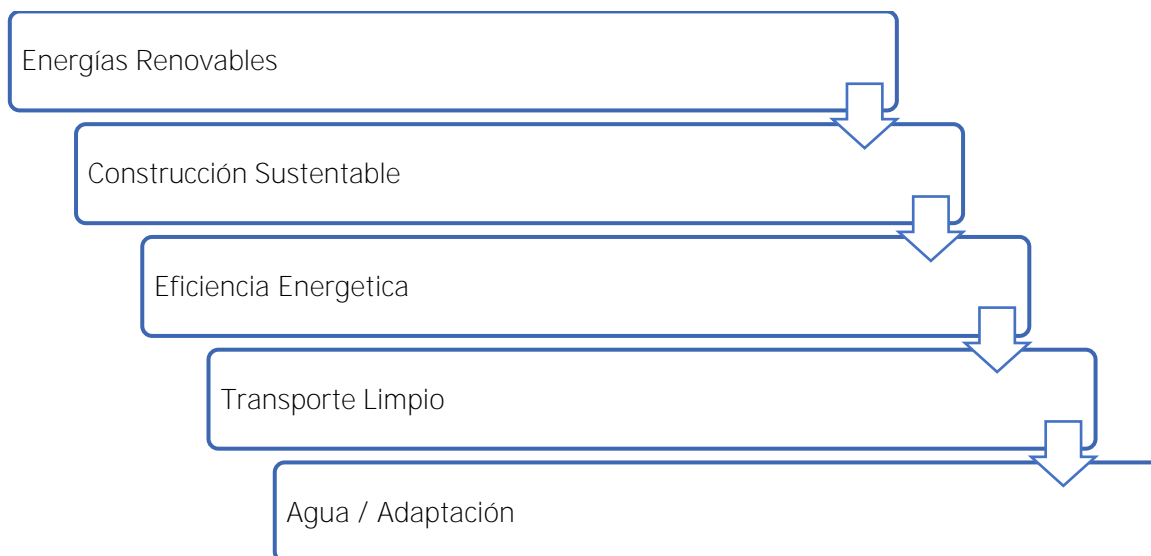 Energías Renovables
Construcción Sustentable
Eficiencia Energetica
Transporte Limpio
Agua / Adaptación